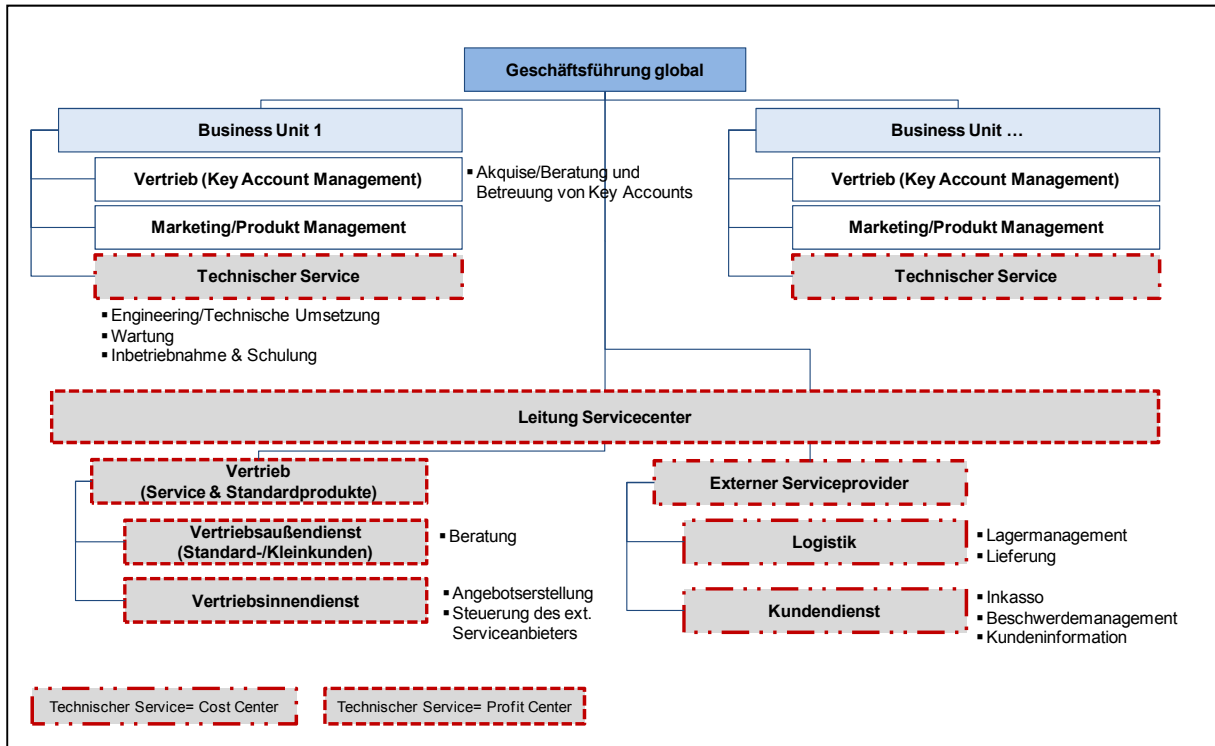 Geschäftsführung global
Business Unit 1
Business Unit …
Vertrieb (Key Account Management)
▪ Akquise/Beratung und
Betreuung von Key Accounts
Vertrieb (Key Account Management)
Marketing/Produkt Management
Marketing/Produkt Management
Technischer Service
Technischer Service
▪ Engineering/Technische Umsetzung
▪ Wartung
▪ Inbetriebnahme & Schulung
Leitung Servicecenter
Vertrieb
(Service & Standardprodukte)
Externer Serviceprovider
Vertriebsaußendienst
(Standard-/Kleinkunden)
▪ Beratung
Logistik
▪ Lagermanagement
▪ Lieferung
Vertriebsinnendienst
▪ Angebotserstellung
▪ Steuerung des ext.
Serviceanbieters
Kundendienst
▪ Inkasso
▪ Beschwerdemanagement
▪ Kundeninformation
Technischer Service= Cost Center
Technischer Service= Profit Center